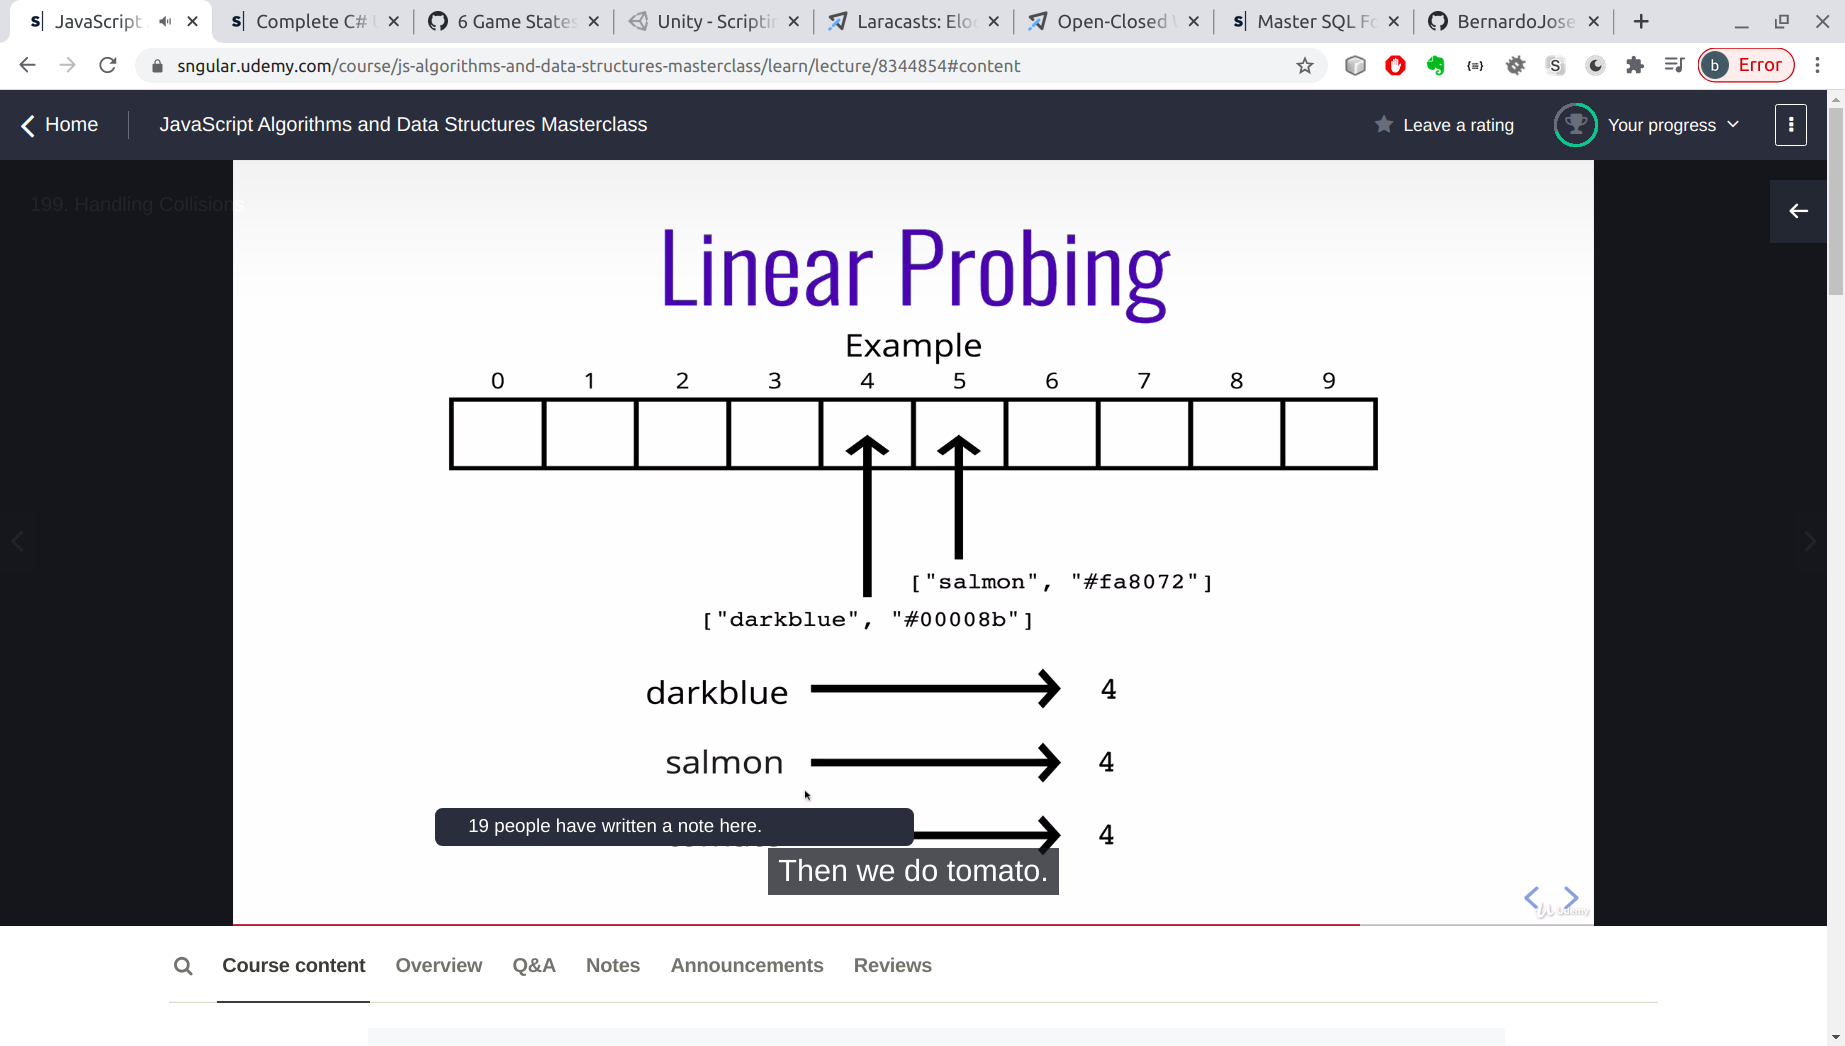 JavaScript
Complete C#
6 Game States
Unity - Scripti
Laracasts: Elo
Open-Closed
Master SQL Fo
BernardoJose
sngular.udemy.com/course/js-algorithms-and-data-structures-masterclass/learn/lecture/8344854#content
b Error
Home
JavaScript Algorithms and Data Structures Masterclass
Leave a rating
Your progress
199. Handling Collisions
Linear Probing
Example
0 1 2 3 4 5 6 7 8 9
["salmon", "#fa8072"]
["darkblue", "#00008b"]
darkblue 4
salmon 4
4
19 people have written a note here.
Then we do tomato.
Udemy
Course content
Overview
Q&A
Notes
Announcements
Reviews